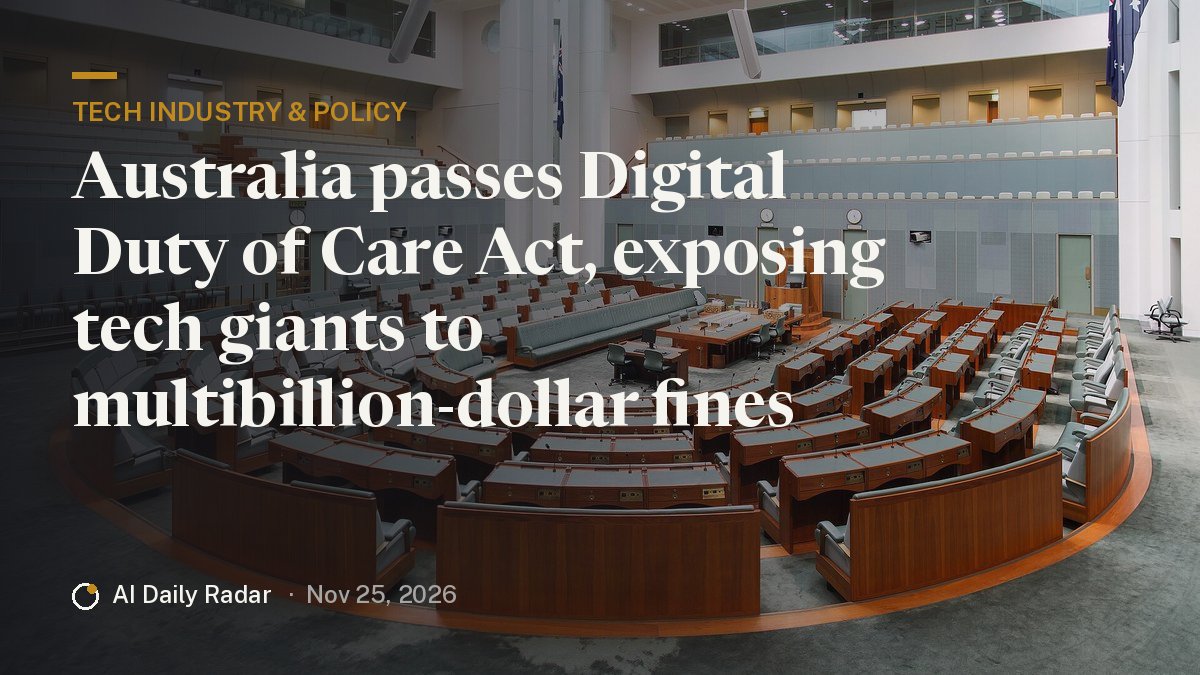 TECH INDUSTRY & POLICY
Australia passes Digital
Duty of Care Act, exposing
tech giants to
multibillion-dollar fines
AI Daily Radar · Nov 25, 2026